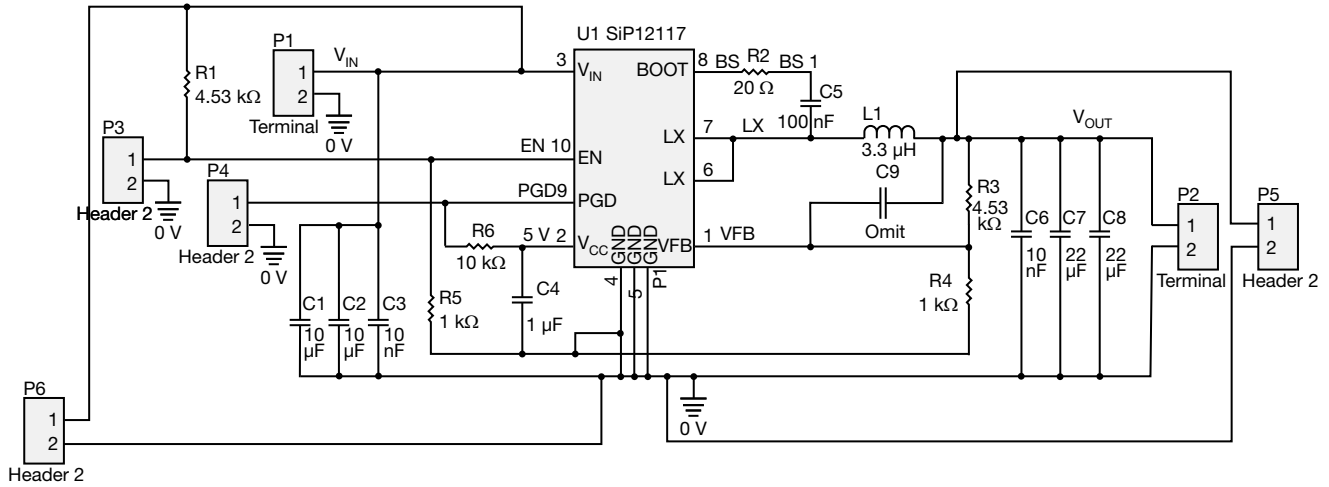 U1 SiP12117
P1
V_IN
1
2
Terminal
0 V
R1
4.53 kΩ
3
V_IN
BOOT
8
BS
R2
20 Ω
BS 1
C5
100 nF
LX
7
LX
L1
3.3 µH
V_OUT
P3
1
2
Header 2
0 V
EN 10
EN
LX
6
C9
Omit
P4
1
2
Header 2
0 V
PGD9
PGD
R3
4.53
kΩ
R6
10 kΩ
5 V 2
V_CC
GND
GND
GND
VFB
1
VFB
4
5
P1
C6
10
nF
C7
22
µF
C8
22
µF
P2
1
2
Terminal
P5
1
2
Header 2
C1
10
µF
C2
10
µF
C3
10
nF
R5
1 kΩ
C4
1 µF
R4
1 kΩ
0 V
P6
1
2
Header 2